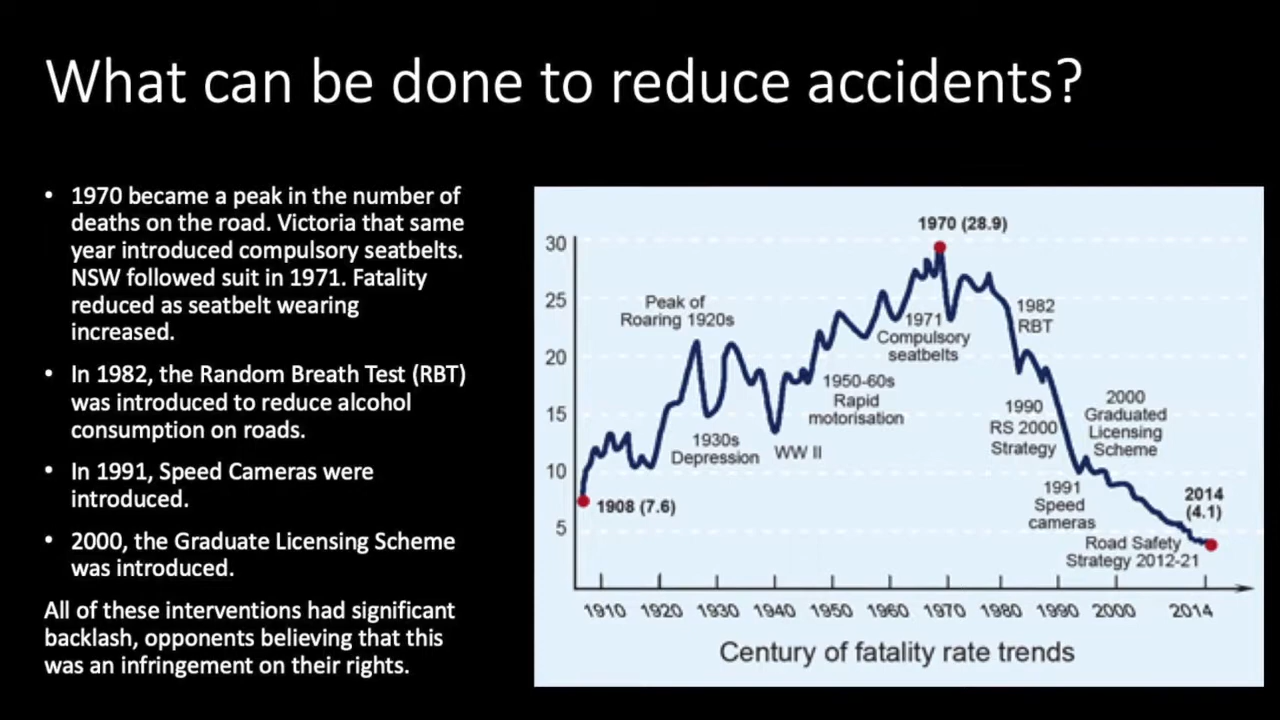 What can be done to reduce accidents?
• 1970 became a peak in the number of
deaths on the road. Victoria that same
year introduced compulsory seatbelts.
NSW followed suit in 1971. Fatality
reduced as seatbelt wearing
increased.
• In 1982, the Random Breath Test (RBT)
was introduced to reduce alcohol
consumption on roads.
• In 1991, Speed Cameras were
introduced.
• 2000, the Graduate Licensing Scheme
was introduced.
All of these interventions had significant
backlash, opponents believing that this
was an infringement on their rights.
1970 (28.9)
30
25
20
15
10
5
Peak of
Roaring 1920s
1971
Compulsory
seatbelts
1982
RBT
1950-60s
Rapid
motorisation
1930s
Depression
WW II
1990
RS 2000
Strategy
2000
Graduated
Licensing
Scheme
1908 (7.6)
1991
Speed
cameras
2014
(4.1)
Road Safety
Strategy 2012-21
1910 1920 1930 1940 1950 1960 1970 1980 1990 2000 2014
Century of fatality rate trends